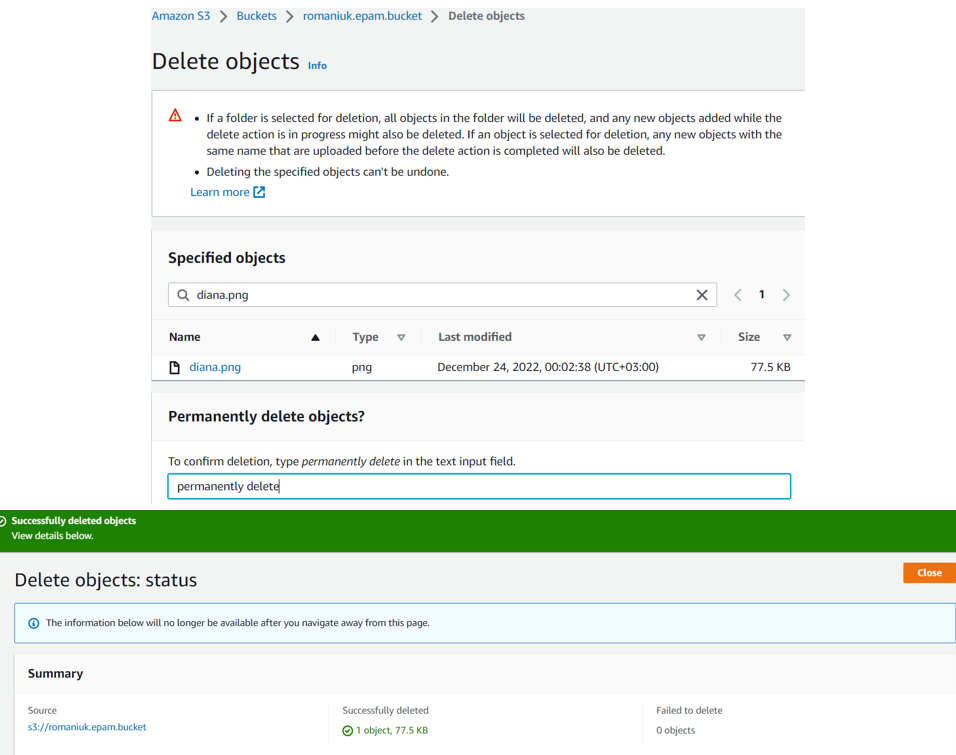 Amazon S3 > Buckets > romaniuk.epam.bucket > Delete objects
Delete objects Info
• If a folder is selected for deletion, all objects in the folder will be deleted, and any new objects added while the
delete action is in progress might also be deleted. If an object is selected for deletion, any new objects with the
same name that are uploaded before the delete action is completed will also be deleted.
• Deleting the specified objects can't be undone.
Learn more
Specified objects
diana.png 1
Name Type Last modified Size
diana.png png December 24, 2022, 00:02:38 (UTC+03:00) 77.5 KB
Permanently delete objects?
To confirm deletion, type permanently delete in the text input field.
permanently delete
Successfully deleted objects
View details below.
Delete objects: status Close
The information below will no longer be available after you navigate away from this page.
Summary
Source Successfully deleted Failed to delete
s3://romaniuk.epam.bucket 1 object, 77.5 KB 0 objects